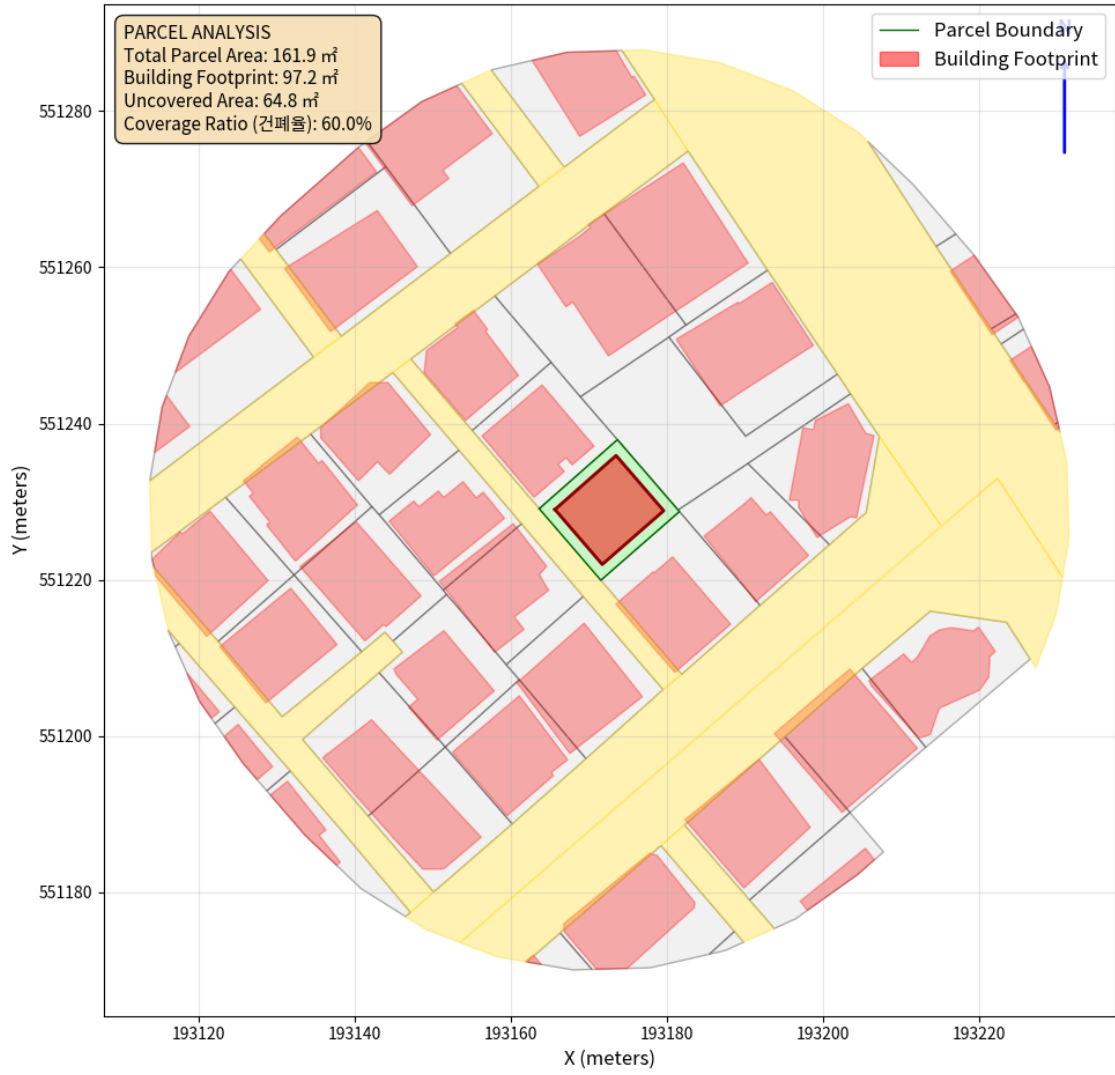 PARCEL ANALYSIS
Total Parcel Area: 161.9 ㎡
Building Footprint: 97.2 ㎡
Uncovered Area: 64.8 ㎡
Coverage Ratio (건폐율): 60.0%
N
Parcel Boundary
Building Footprint
551280
551260
551240
551220
551200
551180
Y (meters)
193120
193140
193160
193180
193200
193220
X (meters)